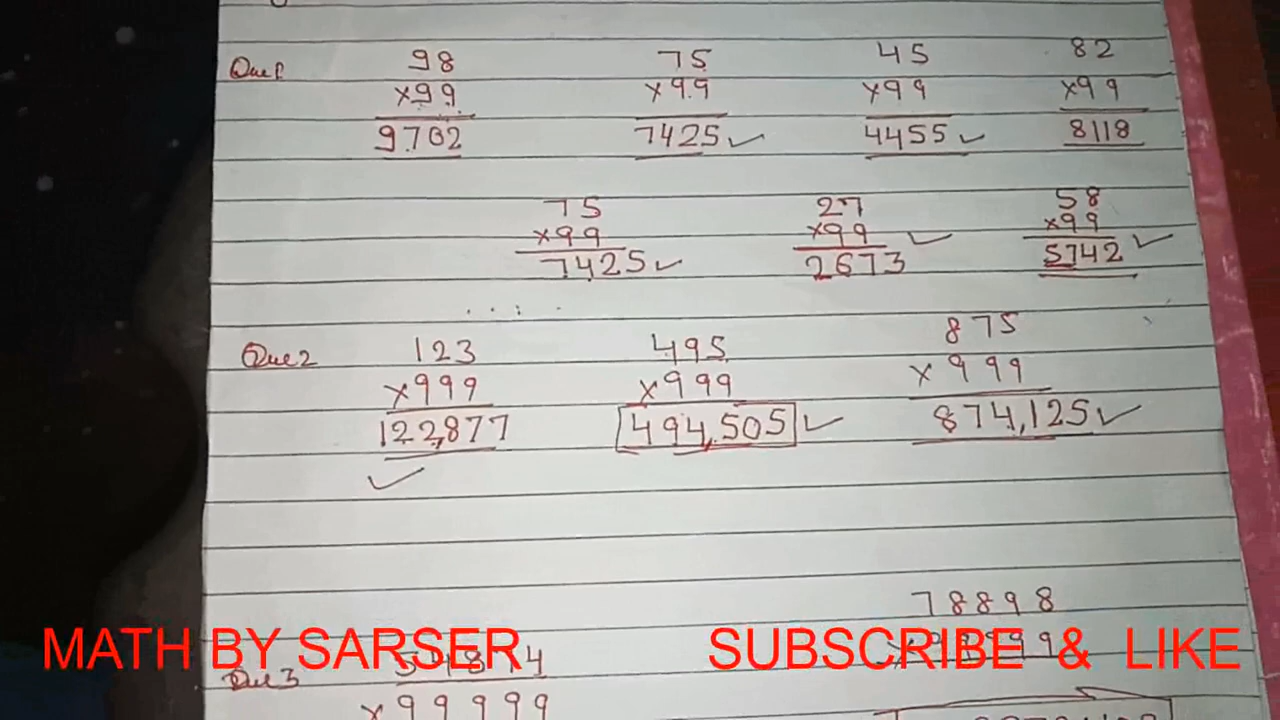 Que1 98 75 45 82
×99 ×99 ×99 ×99
9702 7425 ✓ 4455 ✓ 8118
75 27 58
×99 ×99 ✓ ×99
7425 ✓ 2673 5742 ✓
Que2 123 495 875
×999 ×999 ×999
122,877 494,505 ✓ 874,125 ✓
✓
78898
MATH BY SARSER SUBSCRIBE & LIKE
Que3
×99999